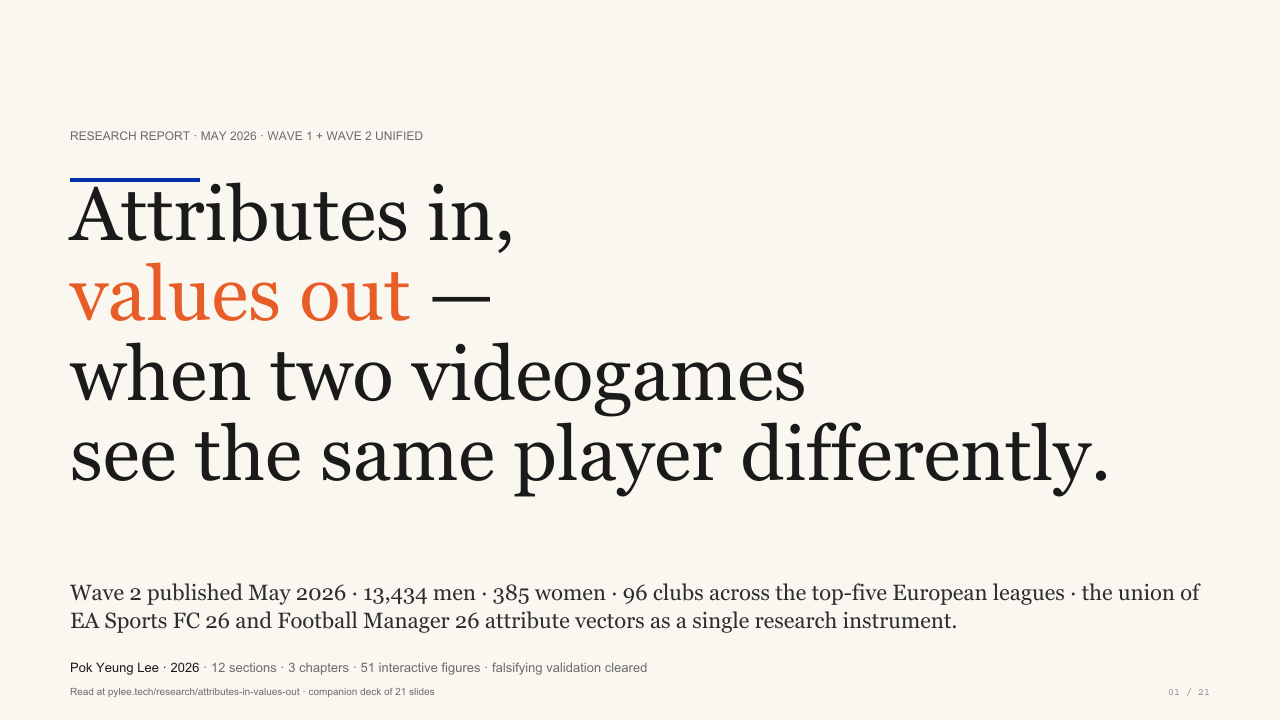 RESEARCH REPORT · MAY 2026 · WAVE 1 + WAVE 2 UNIFIED
Attributes in,
values out —
when two videogames
see the same player differently.
Wave 2 published May 2026 · 13,434 men · 385 women · 96 clubs across the top-five European leagues · the union of
EA Sports FC 26 and Football Manager 26 attribute vectors as a single research instrument.
Pok Yeung Lee · 2026 · 12 sections · 3 chapters · 51 interactive figures · falsifying validation cleared
Read at pylee.tech/research/attributes-in-values-out · companion deck of 21 slides
01 / 21